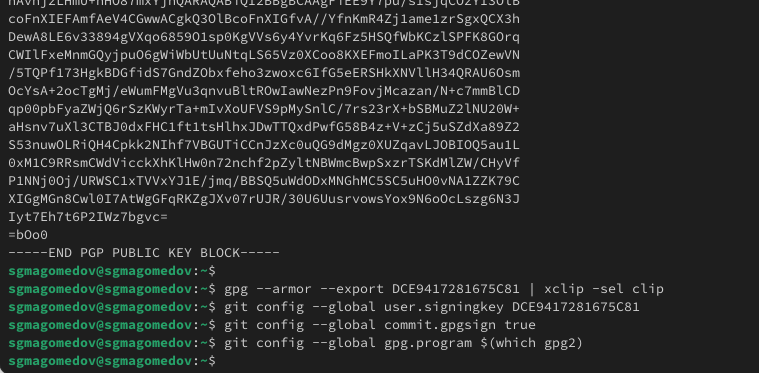 coFnXIEFAmfAeV4CGWwACgkQ3OlBcoFnXIGfvA//YfnKmR4Zj1ame1zrSgxQCX3h
DewA8LE6v33894gVXqo6859O1sp0KgVVs6y4YvrKq6Fz5HSQfWbKCzlSPFK8GOrq
CWIlFxeMnmGQyjpuO6gWiWbUtUuNtqLS65Vz0XCoo8KXEFmoILaPK3T9dCOZewVN
/5TQPf173HgkBDGfidS7GndZObxfeho3zwoxc6IfG5eERSHkXNVllH34QRAU6Osm
OcYsA+2ocTgMj/eWumFMgVu3qnvuBltROwIawNezPn9FovjMcazan/N+c7mmBlCD
qp00pbFyaZWjQ6rSzKWyrTa+mIvXoUFVS9pMySnlC/7rs23rX+bSBMuZ2lNU20W+
aHsnv7uXl3CTBJ0dxFHC1ft1tsHlhxJDwTTQxdPwfG58B4z+V+zCj5uSZdXa89Z2
S53nuwOLRiQH4Cpkk2NIhf7VBGUTiCCnJzXc0uQG9dMgz0XUZqavLJOBIOQ5au1L
0xM1C9RRsmCWdVicckXhKlHw0n72nchf2pZyltNBWmcBwpSxzrTSKdMlZW/CHyVf
P1NNj0Oj/URWSC1xTVVxYJ1E/jmq/BBSQ5uWdODxMNGhMC5SC5uHO0vNA1ZZK79C
XIGgMGn8Cwl0I7AtWgGFqRKZgJXv07rUJR/30U6UusrvowsYox9N6oOcLszg6N3J
Iyt7Eh7t6P2IWz7bgvc=
=bOo0
-----END PGP PUBLIC KEY BLOCK-----
sgmagomedov@sgmagomedov:~$
sgmagomedov@sgmagomedov:~$ gpg --armor --export DCE9417281675C81 | xclip -sel clip
sgmagomedov@sgmagomedov:~$ git config --global user.signingkey DCE9417281675C81
sgmagomedov@sgmagomedov:~$ git config --global commit.gpgsign true
sgmagomedov@sgmagomedov:~$ git config --global gpg.program $(which gpg2)
sgmagomedov@sgmagomedov:~$